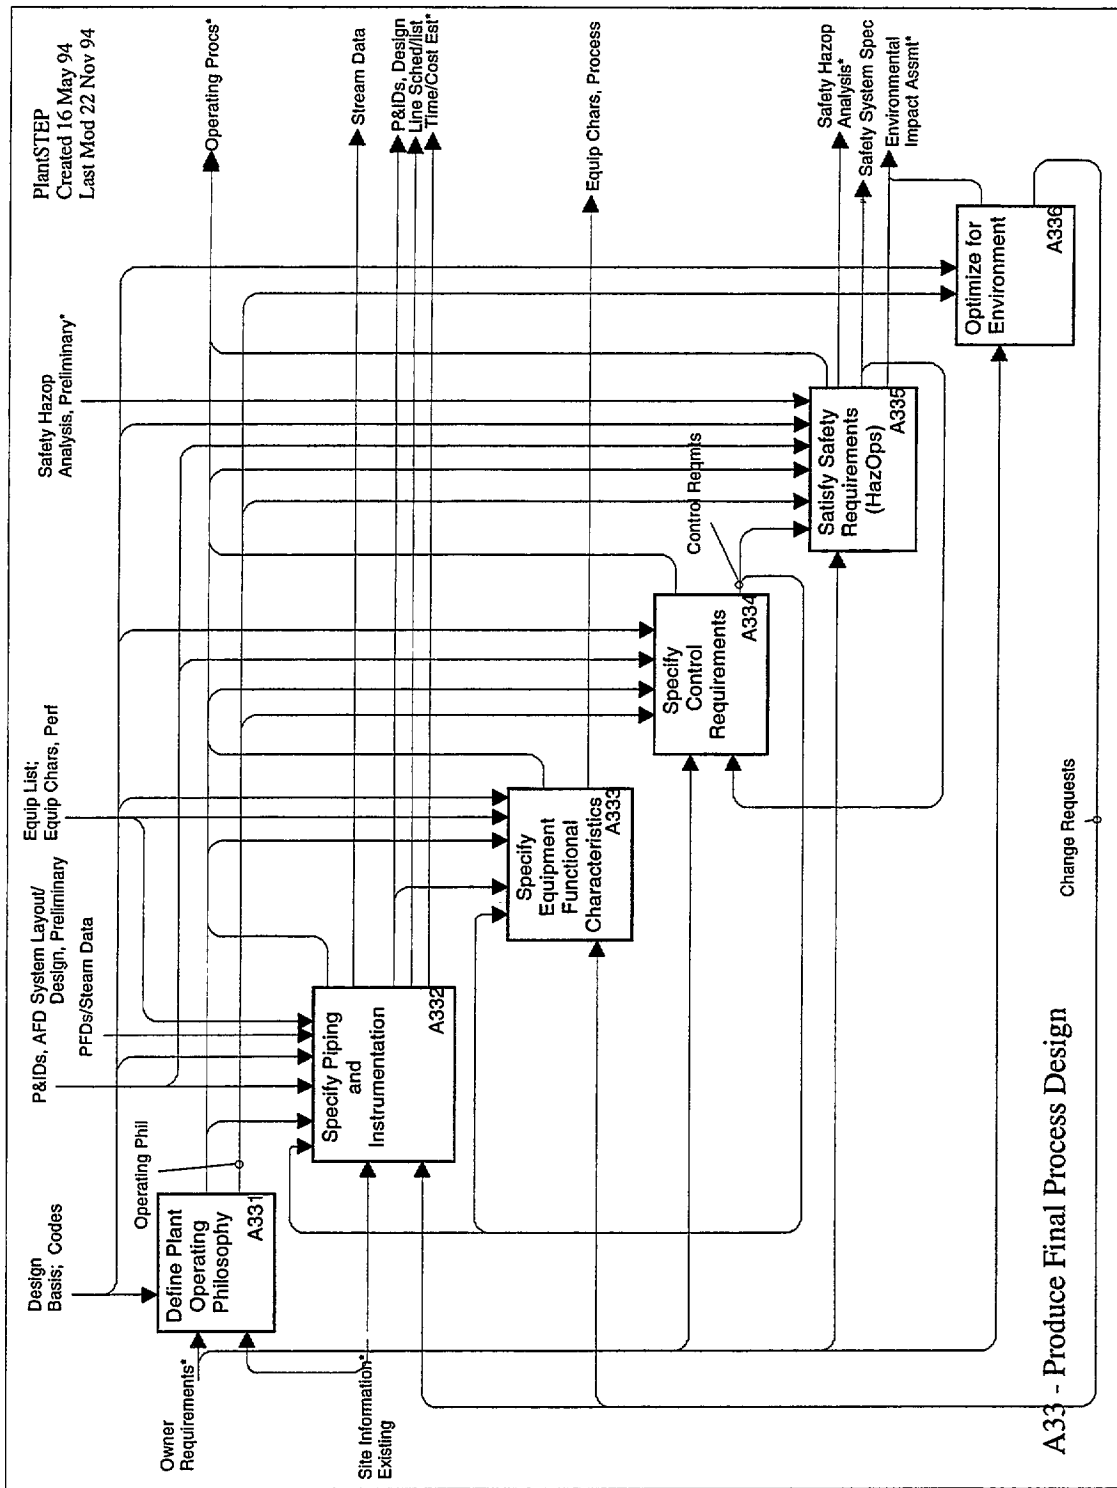 PlantSTEP
Created 16 May 94
Last Mod 22 Nov 94
Design
Basis; Codes
P&IDs, AFD System Layout/
Design, Preliminary
PFDs/Steam Data
Equip List;
Equip Chars, Perf
Safety Hazop
Analysis, Preliminary*
Owner
Requirements*
Site Information*
Existing
Define Plant
Operating
Philosophy
A331
Operating Phil
Specify Piping
and
Instrumentation
A332
Specify
Equipment
Functional
Characteristics
A333
Specify
Control
Requirements
A334
Control Reqmts
Satisfy Safety
Requirements
(HazOps)
A335
Optimize for
Environment
A336
Operating Procs*
Stream Data
P&IDs, Design
Line Sched/list
Time/Cost Est*
Equip Chars, Process
Safety Hazop
Analysis*
Safety System Spec
Environmental
Impact Assmt*
Change Requests
A33 - Produce Final Process Design